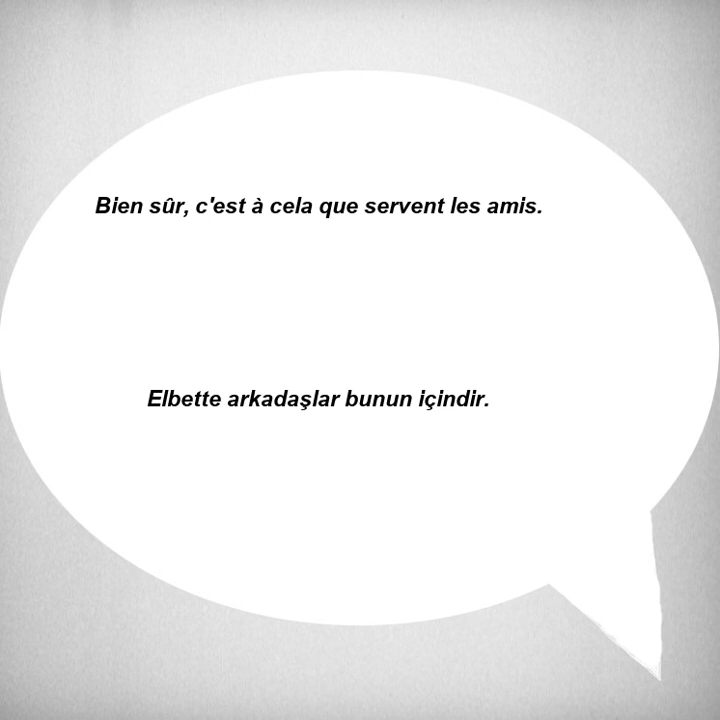 Bien sûr, c'est à cela que servent les amis.
Elbette arkadaşlar bunun içindir.